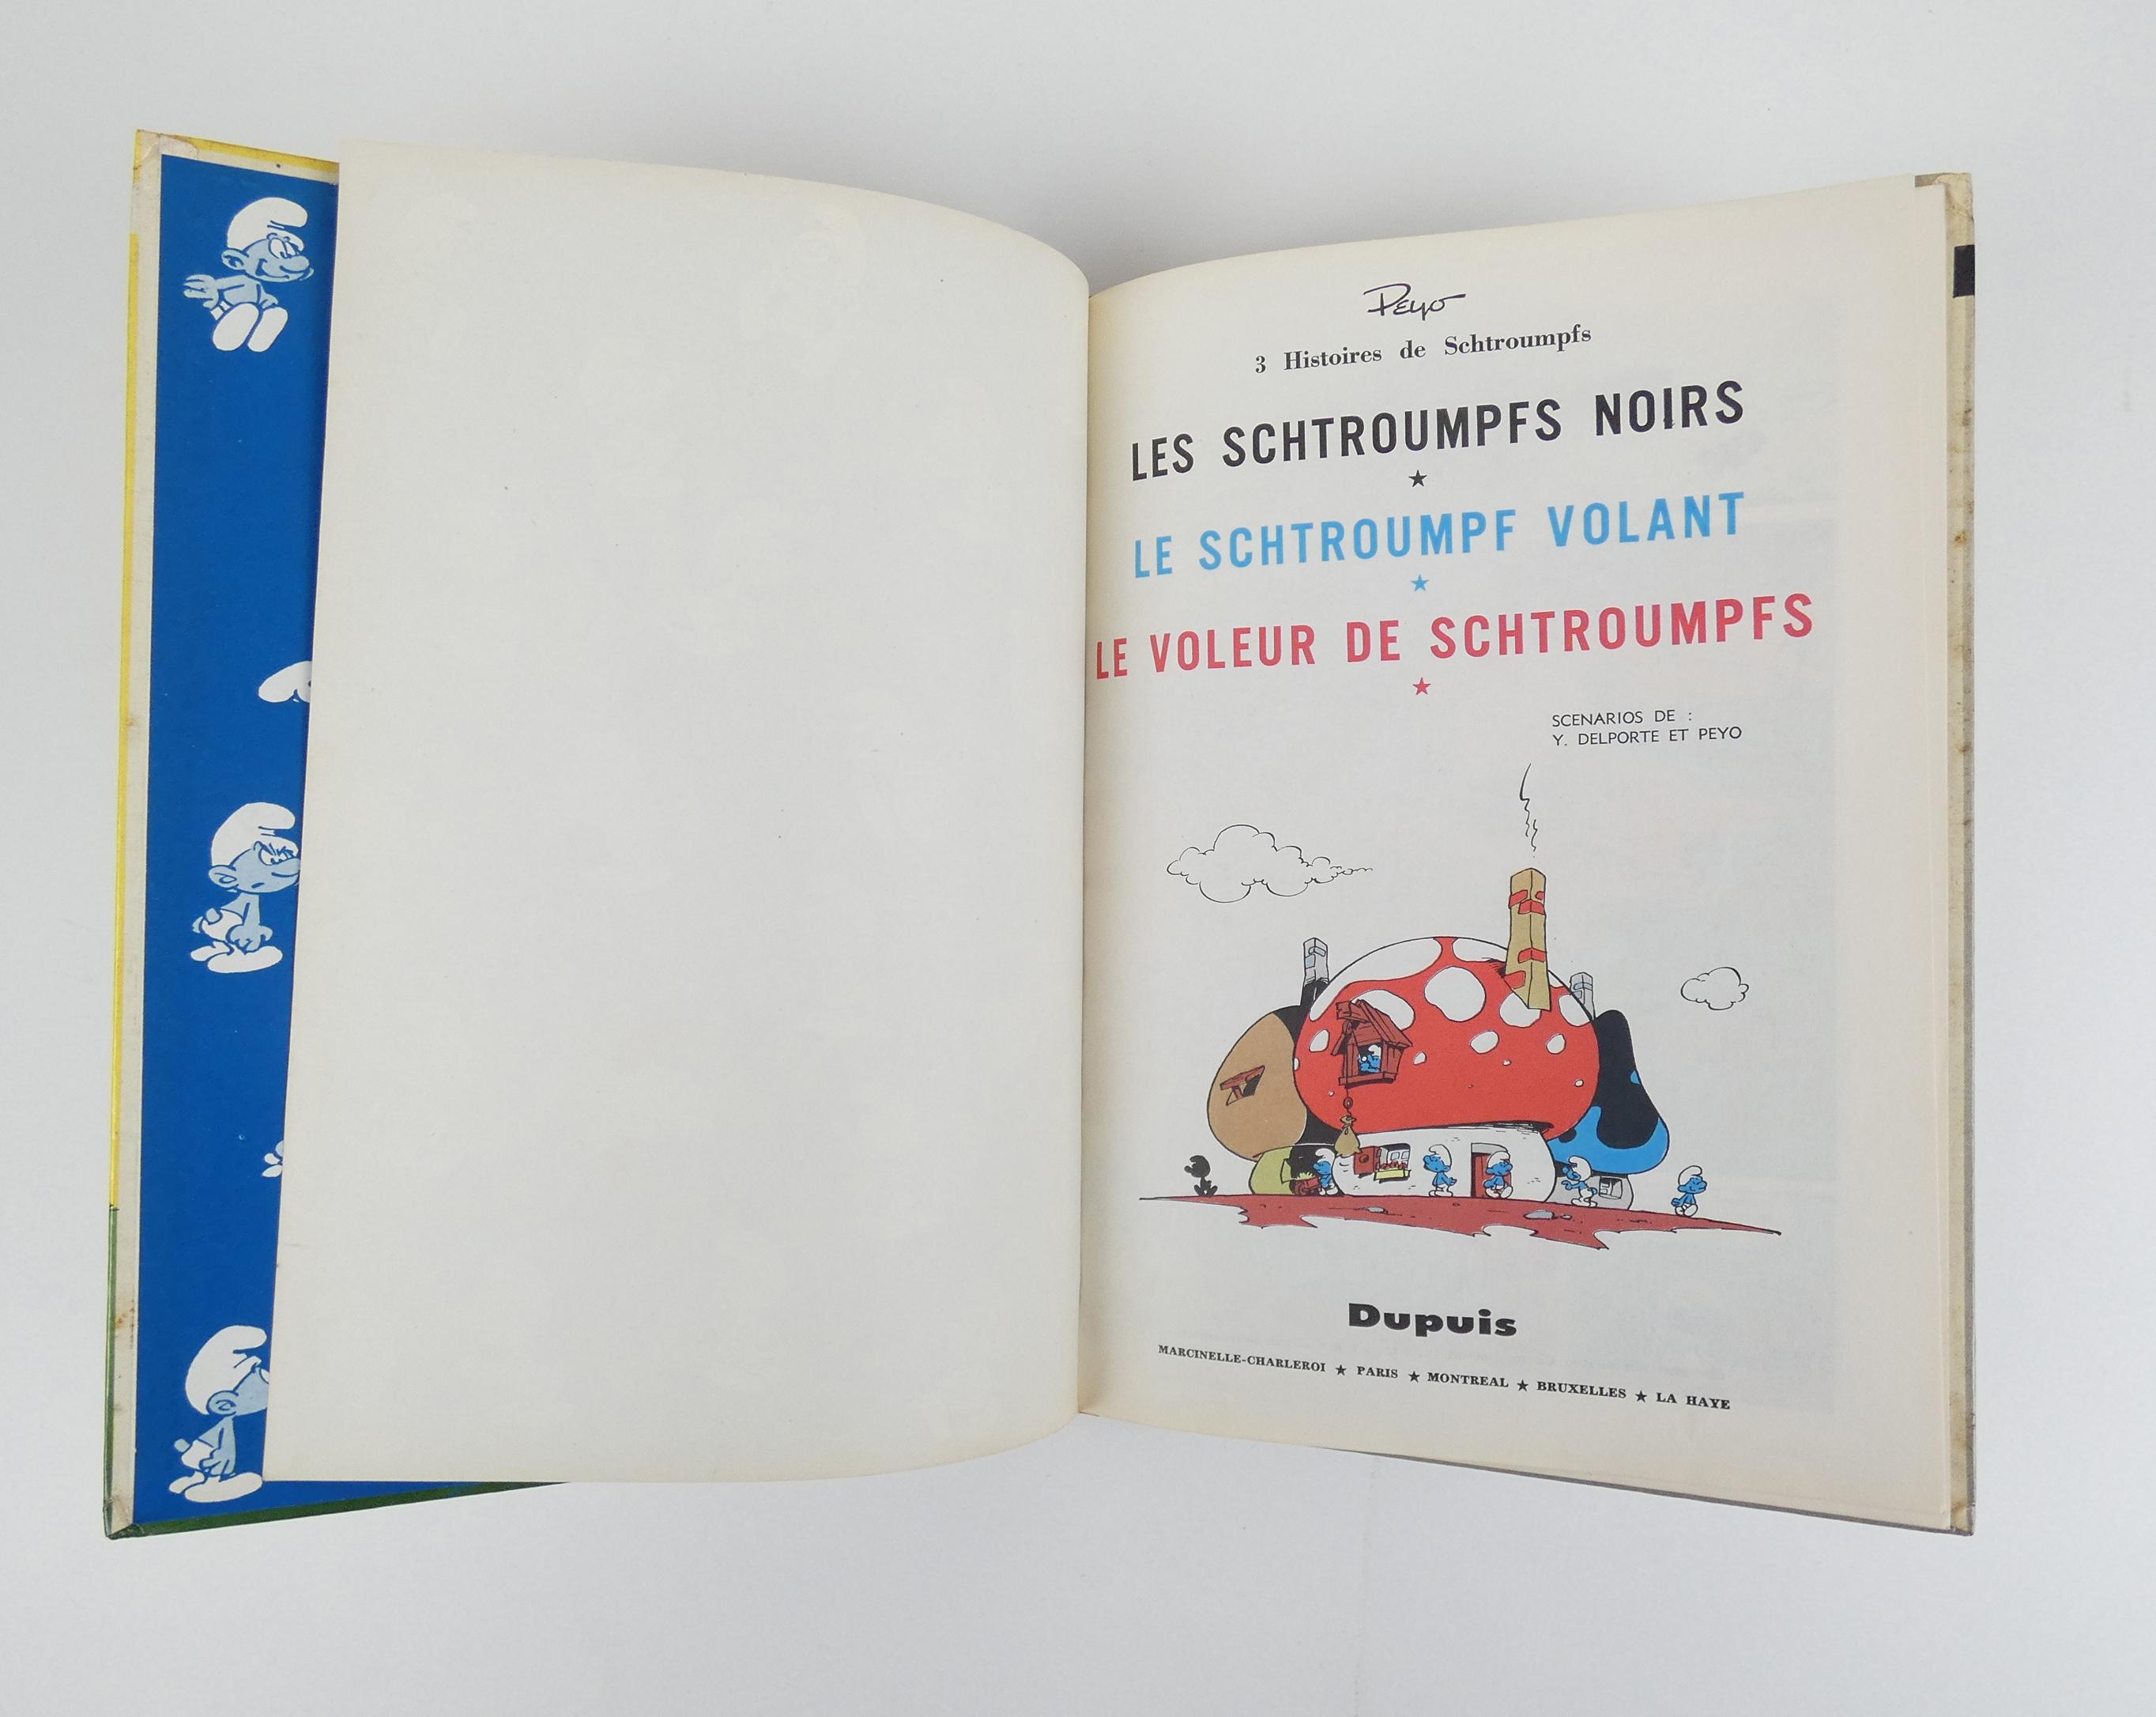 Peyo
3 Histoires de Schtroumpfs
LES SCHTROUMPFS NOIRS
★
LE SCHTROUMPF VOLANT
★
LE VOLEUR DE SCHTROUMPFS
★
SCENARIOS DE :
Y. DELPORTE ET PEYO
Dupuis
MARCINELLE-CHARLEROI ★ PARIS ★ MONTREAL ★ BRUXELLES ★ LA HAYE